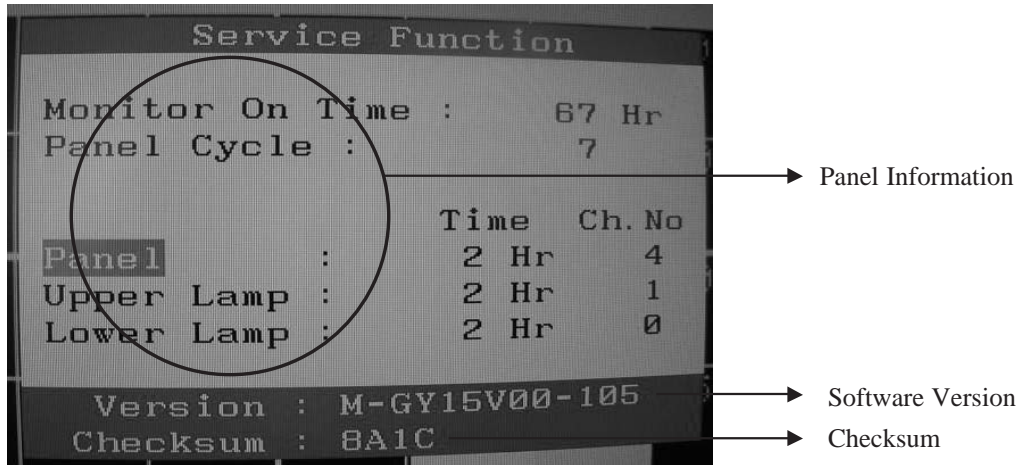 Service Function
Monitor On Time : 67 Hr
Panel Cycle : 7
Panel Information
Time Ch.No
Panel : 2 Hr 4
Upper Lamp : 2 Hr 1
Lower Lamp : 2 Hr 0
Version : M-GY15V00-105
Software Version
Checksum : 8A1C
Checksum